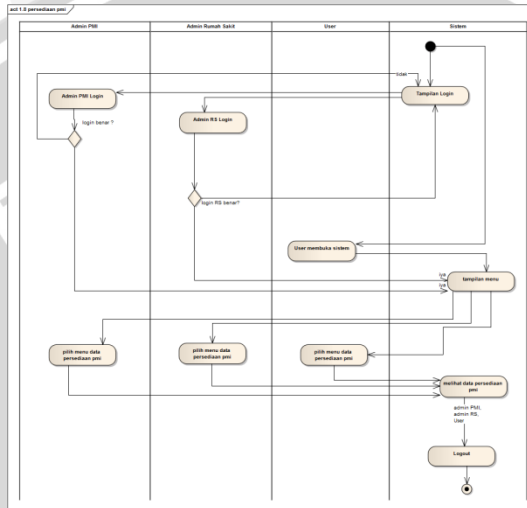 act 1.0 persediaan pmi
Admin PMI
Admin Rumah Sakit
User
Sistem
tidak
Admin PMI Login
Tampilan Login
login benar ?
Admin RS Login
login RS benar?
User membuka sistem
iya
iya
tampilan menu
pilih menu data
persediaan pmi
pilih menu data
persediaan pmi
pilih menu data
persediaan pmi
melihat data persediaan
pmi
admin PMI,
admin RS,
User
Logout